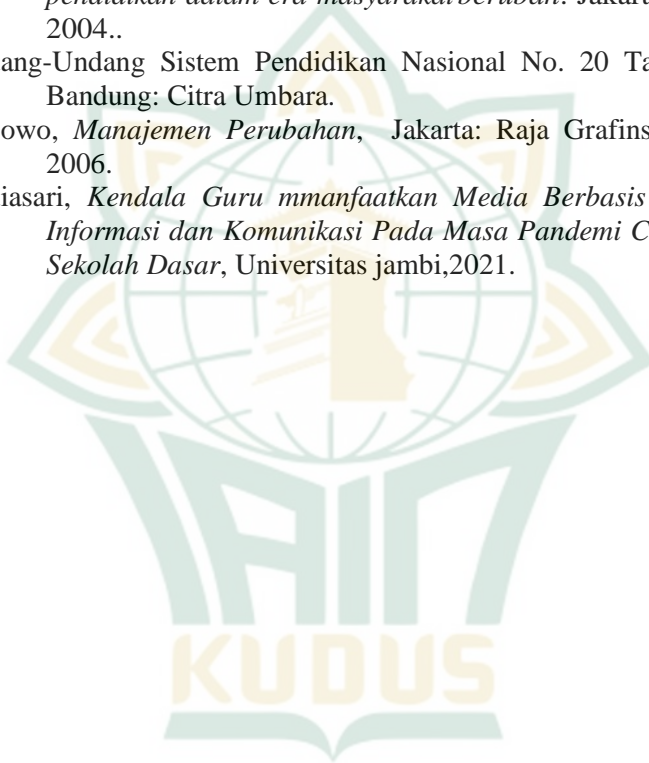 pendidikan dalam era masyarakat berubah. Jakarta
2004..
ang-Undang Sistem Pendidikan Nasional No. 20 Ta
Bandung: Citra Umbara.
owo, Manajemen Perubahan, Jakarta: Raja Grafins
2006.
iasari, Kendala Guru mmanfaatkan Media Berbasis
Informasi dan Komunikasi Pada Masa Pandemi C
Sekolah Dasar, Universitas jambi,2021.
IAIN
KUDUS